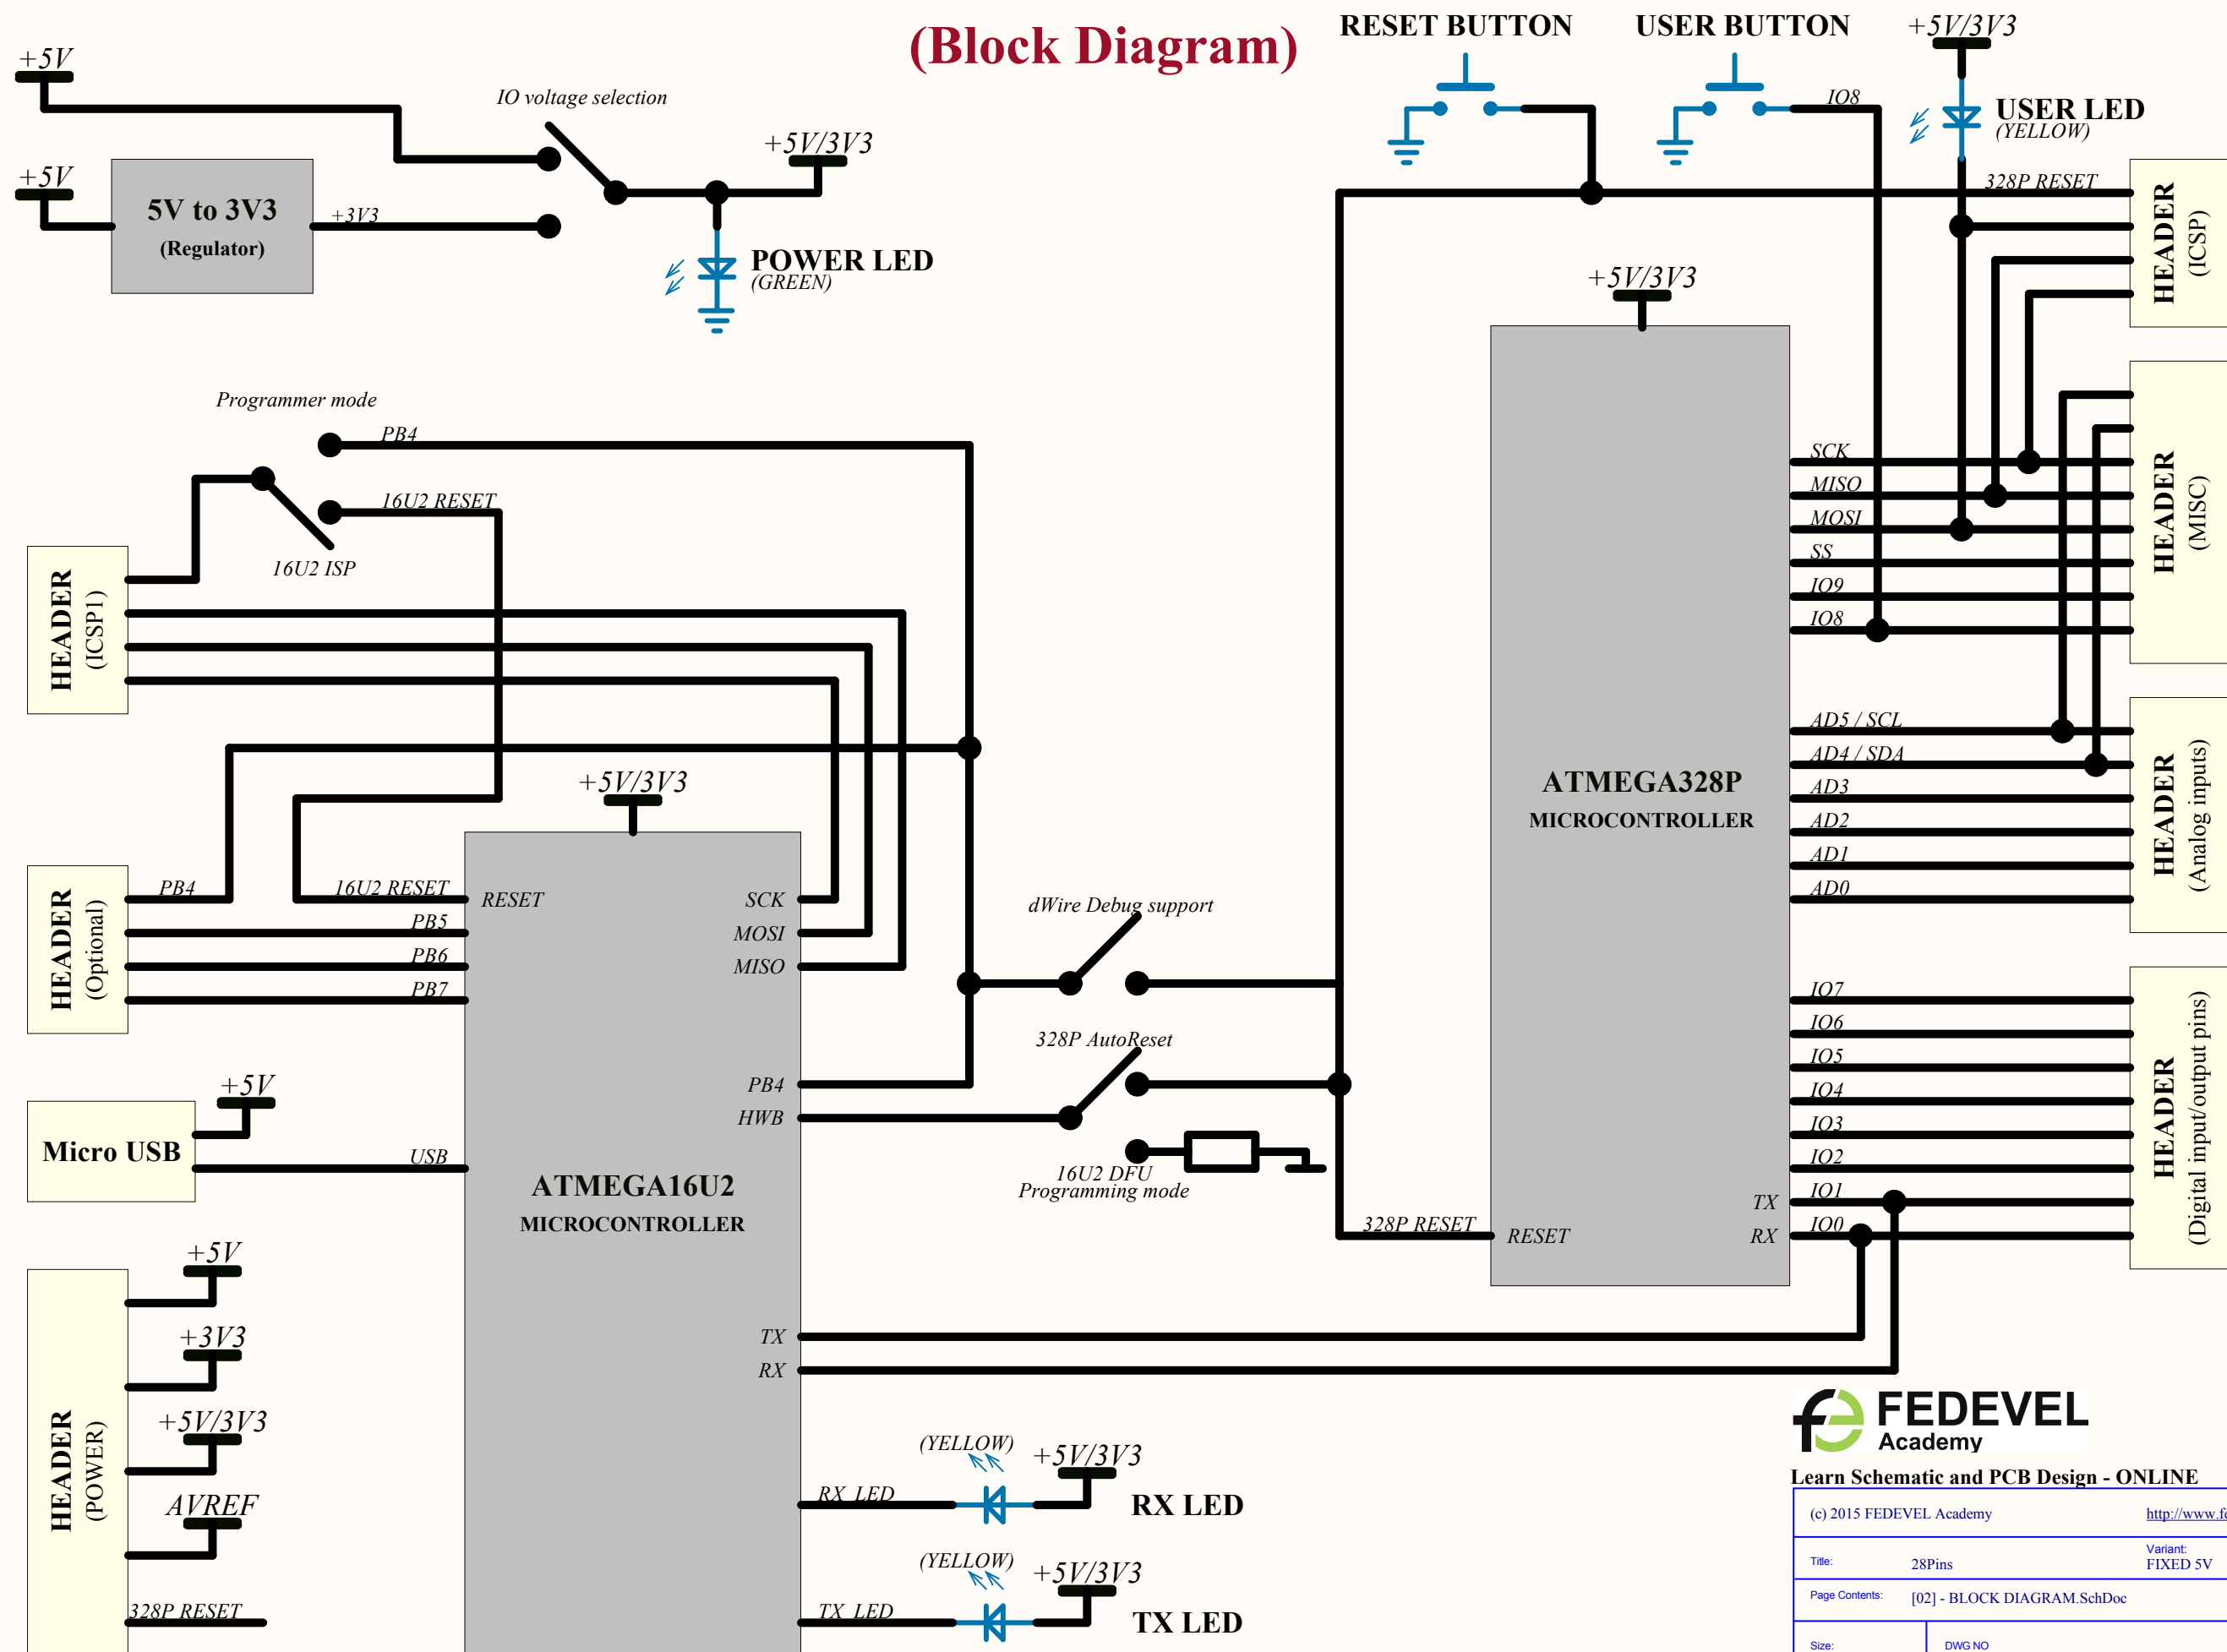 (Block Diagram)
RESET BUTTON
USER BUTTON
+5V/3V3
+5V
IO voltage selection
IO8
USER LED
(YELLOW)
+5V/3V3
+5V
5V to 3V3
(Regulator)
+3V3
POWER LED
(GREEN)
328P RESET
HEADER
(ICSP)
+5V/3V3
Programmer mode
PB4
16U2 RESET
16U2 ISP
HEADER
(ICSP1)
SCK
MISO
MOSI
SS
IO9
IO8
HEADER
(MISC)
+5V/3V3
AD5 / SCL
AD4 / SDA
AD3
AD2
AD1
AD0
HEADER
(Analog inputs)
ATMEGA328P
MICROCONTROLLER
HEADER
(Optional)
PB4
16U2 RESET
PB5
PB6
PB7
RESET
SCK
MOSI
MISO
dWire Debug support
328P AutoReset
PB4
HWB
16U2 DFU
Programming mode
IO7
IO6
IO5
IO4
IO3
IO2
TX
IO1
RX
IO0
HEADER
(Digital input/output pins)
328P RESET
RESET
+5V
Micro USB
USB
ATMEGA16U2
MICROCONTROLLER
TX
RX
HEADER
(POWER)
+5V
+3V3
+5V/3V3
AVREF
328P RESET
(YELLOW)
+5V/3V3
RX LED
RX LED
(YELLOW)
+5V/3V3
TX LED
TX LED
FEDEVEL
Academy
Learn Schematic and PCB Design - ONLINE
(c) 2015 FEDEVEL Academy
http://www.fe
Title:
28Pins
Variant:
FIXED 5V
Page Contents:
[02] - BLOCK DIAGRAM.SchDoc
Size:
DWG NO